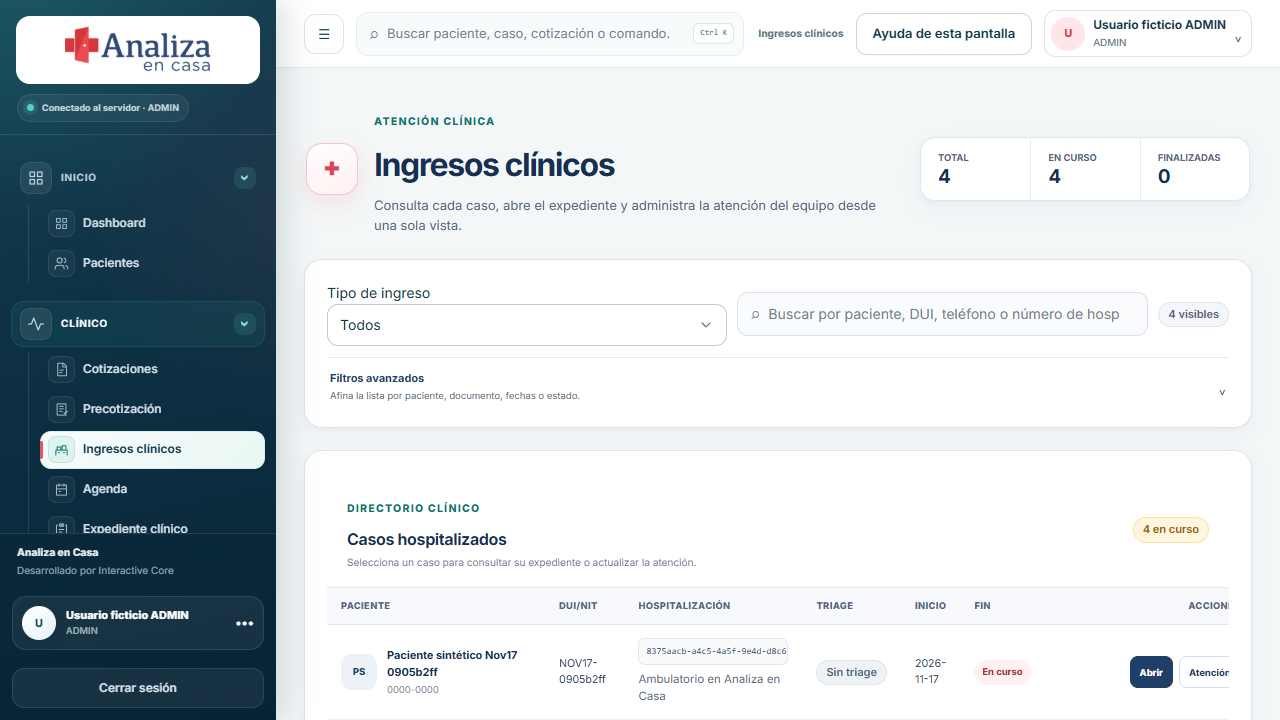 Analiza
en casa
Conectado al servidor · ADMIN
INICIO
Dashboard
Pacientes
CLÍNICO
Cotizaciones
Precotización
Ingresos clínicos
Agenda
Expediente clínico
Analiza en Casa
Desarrollado por Interactive Core
U
Usuario ficticio ADMIN
ADMIN
•••
Cerrar sesión
☰
Buscar paciente, caso, cotización o comando.
Ctrl K
Ingresos clínicos
Ayuda de esta pantalla
U
Usuario ficticio ADMIN
ADMIN
ATENCIÓN CLÍNICA
Ingresos clínicos
Consulta cada caso, abre el expediente y administra la atención del equipo desde
una sola vista.
TOTAL
4
EN CURSO
4
FINALIZADAS
0
Tipo de ingreso
Todos
Buscar por paciente, DUI, teléfono o número de hosp
4 visibles
Filtros avanzados
Afina la lista por paciente, documento, fechas o estado.
DIRECTORIO CLÍNICO
Casos hospitalizados
Selecciona un caso para consultar su expediente o actualizar la atención.
4 en curso
PACIENTE DUI/NIT HOSPITALIZACIÓN TRIAGE INICIO FIN ACCION
PS
Paciente sintético Nov17
0905b2ff
0000-0000
NOV17-
0905b2ff
8375aacb-a4c5-4a5f-9e4d-d8c6
Ambulatorio en Analiza en
Casa
Sin triage
2026-
11-17
En curso
Abrir
Atención